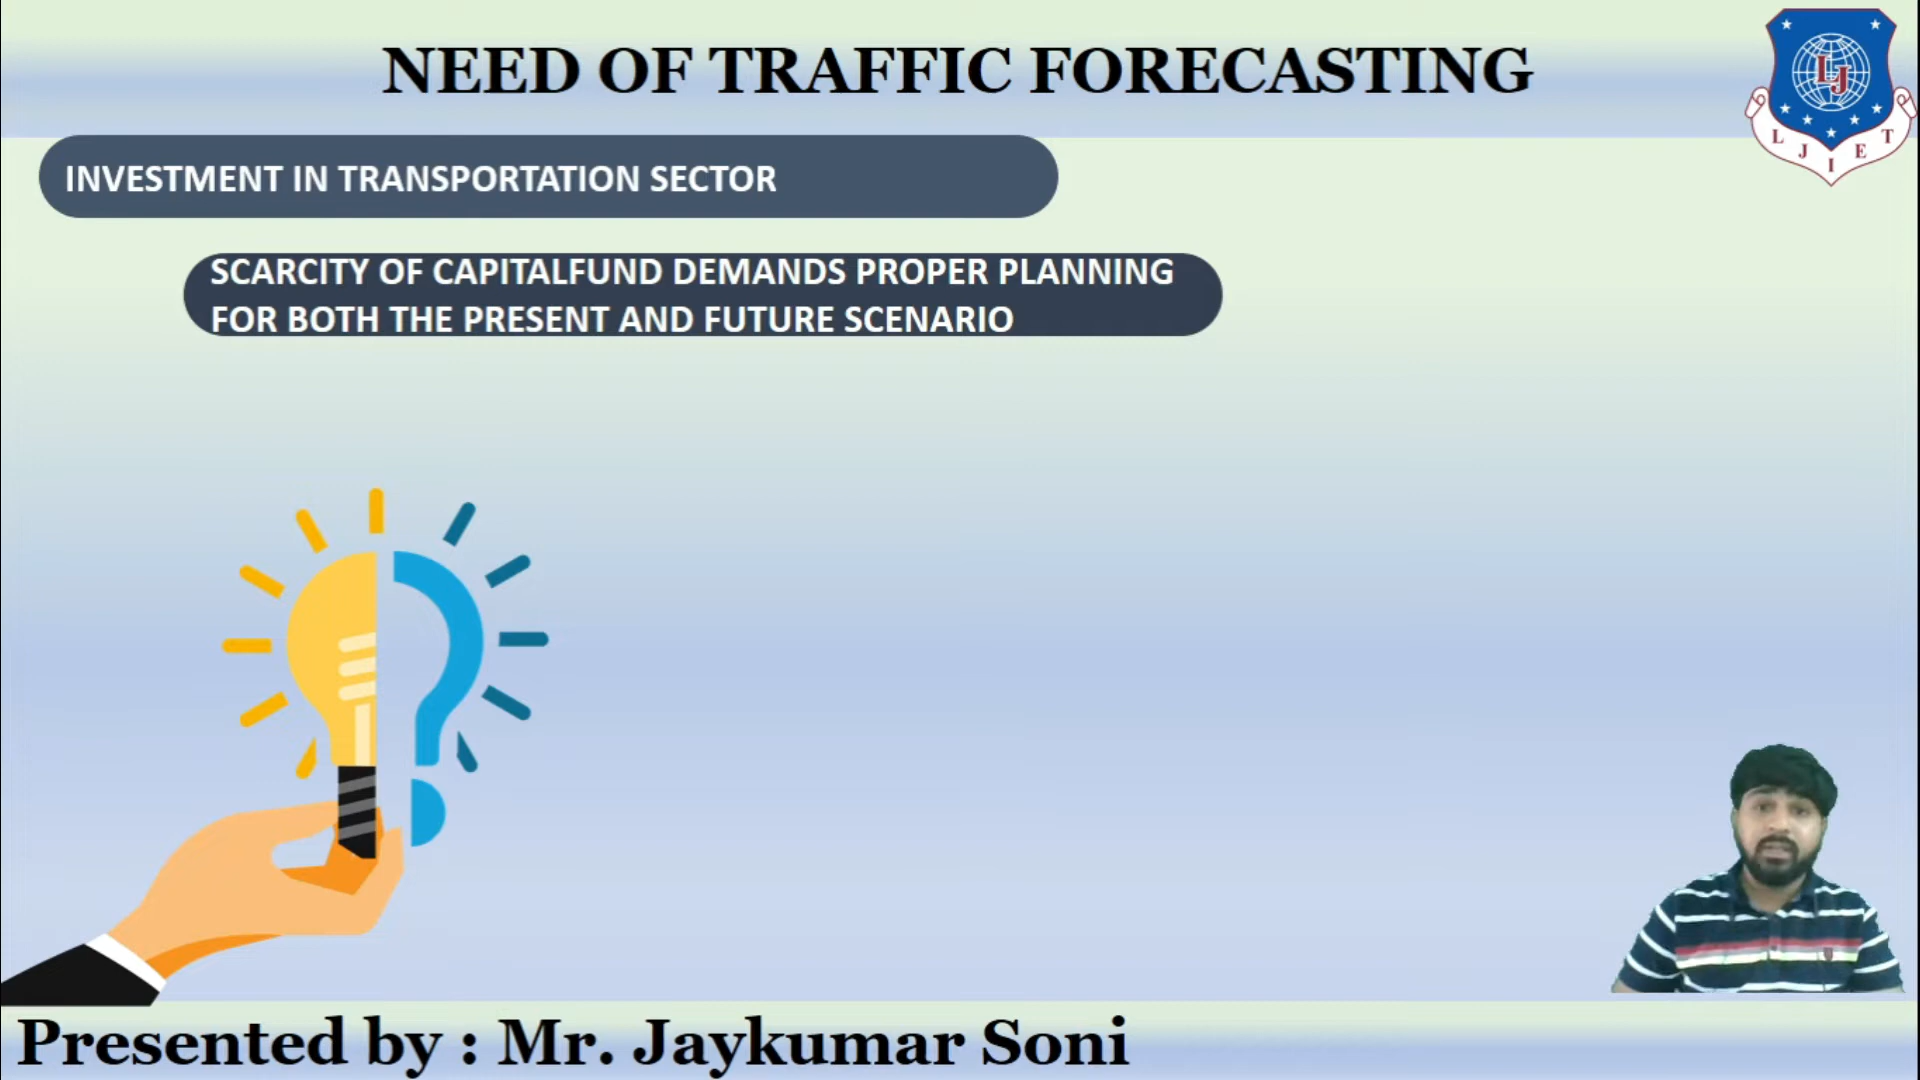 NEED OF TRAFFIC FORECASTING
LJ
L J I E T
INVESTMENT IN TRANSPORTATION SECTOR
SCARCITY OF CAPITALFUND DEMANDS PROPER PLANNING
FOR BOTH THE PRESENT AND FUTURE SCENARIO
Presented by : Mr. Jaykumar Soni